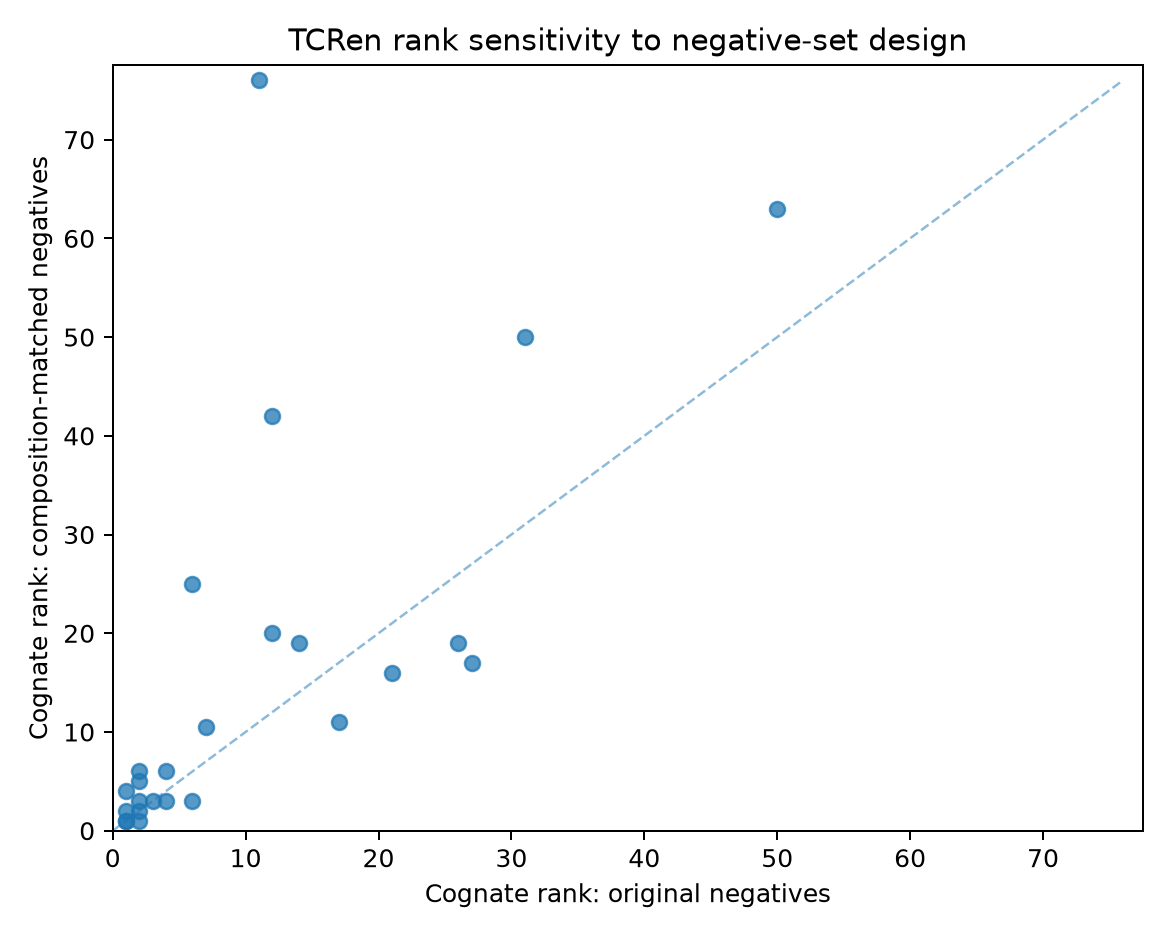 TCRen rank sensitivity to negative-set design
Cognate rank: composition-matched negatives
70
60
50
40
30
20
10
0
0 10 20 30 40 50 60 70
Cognate rank: original negatives